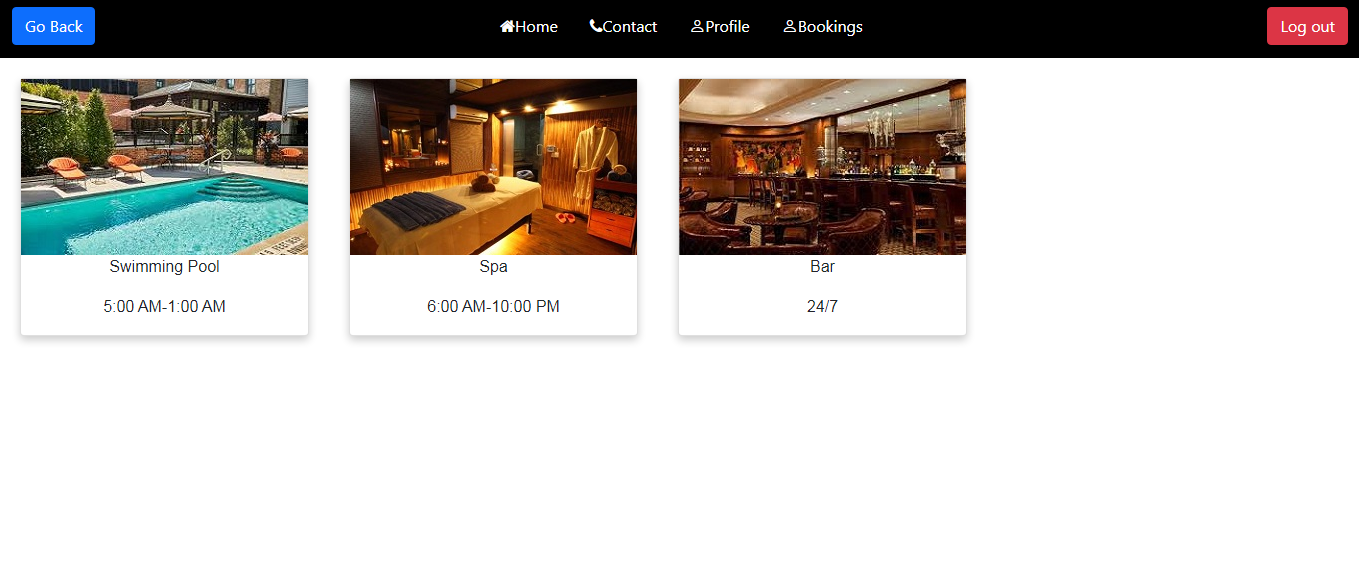 Go Back
Home
Contact
Profile
Bookings
Log out
Swimming Pool
5:00 AM-1:00 AM
Spa
6:00 AM-10:00 PM
Bar
24/7